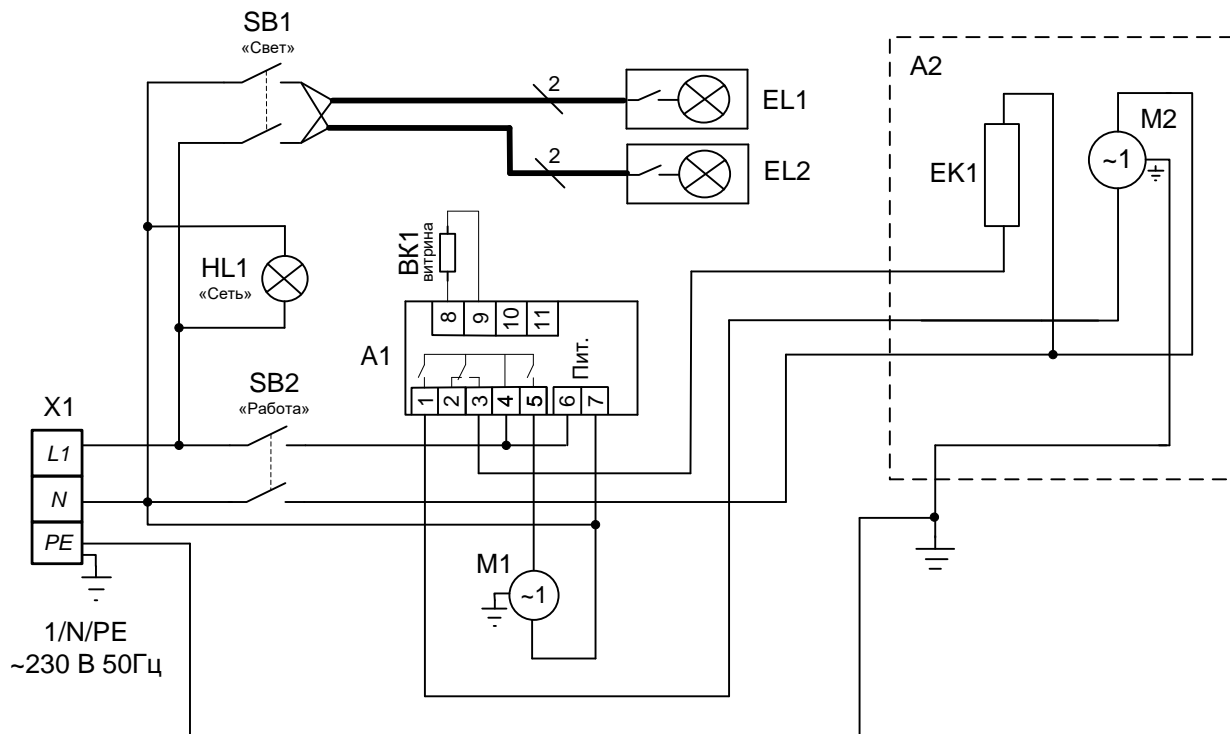 SB1
«Свет»
2
EL1
2
EL2
A2
M2
~1
EK1
HL1
«Сеть»
BK1
витрина
8 9 10 11
A1
Пит.
1 2 3 4 5 6 7
SB2
«Работа»
X1
L1
N
PE
M1
~1
1/N/PE
~230 В 50Гц